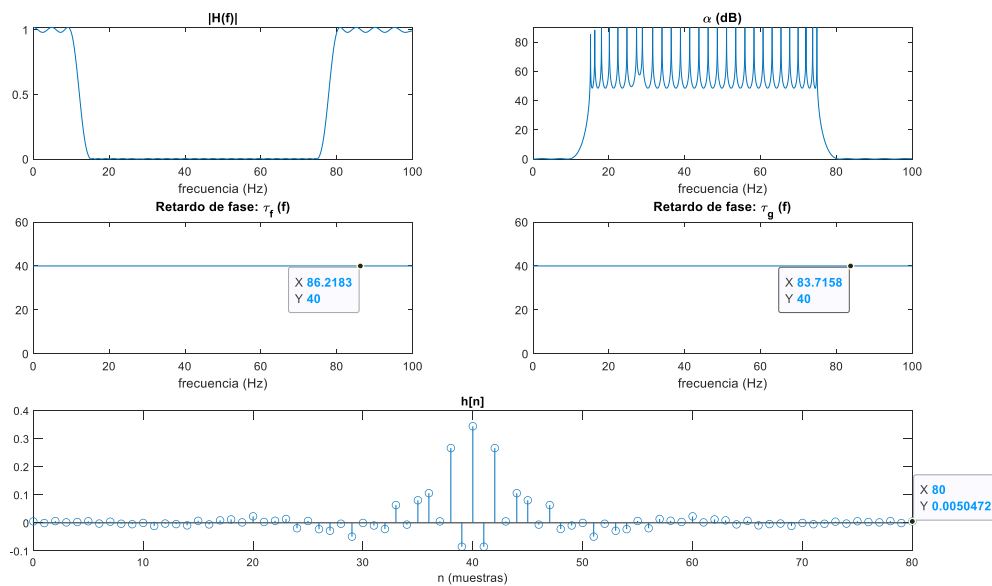 |H(f)|
1
0.5
0
0 20 40 60 80 100
frecuencia (Hz)
α (dB)
80
60
40
20
0
0 20 40 60 80 100
frecuencia (Hz)
Retardo de fase: τf (f)
60
40
20
0
X 86.2183
Y 40
0 20 40 60 80 100
frecuencia (Hz)
Retardo de fase: τg (f)
60
40
20
0
X 83.7158
Y 40
0 20 40 60 80 100
frecuencia (Hz)
h[n]
0.4
0.3
0.2
0.1
0
-0.1
X 80
Y 0.0050472
0 10 20 30 40 50 60 70 80
n (muestras)